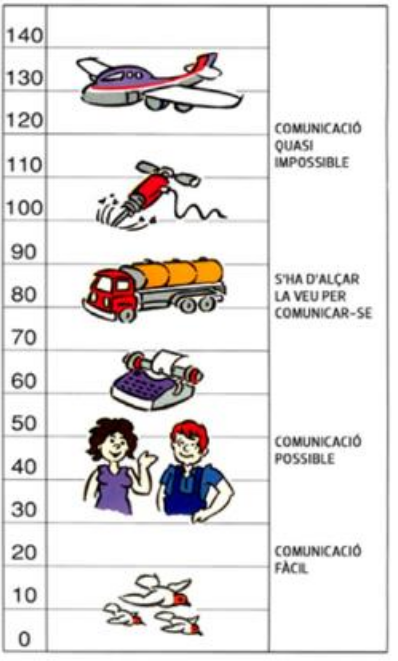 140
130
120
110
100
90
80
70
60
50
40
30
20
10
0
COMUNICACIÓ
QUASI
IMPOSSIBLE
S'HA D'ALÇAR
LA VEU PER
COMUNICAR-SE
COMUNICACIÓ
POSSIBLE
COMUNICACIÓ
FÀCIL